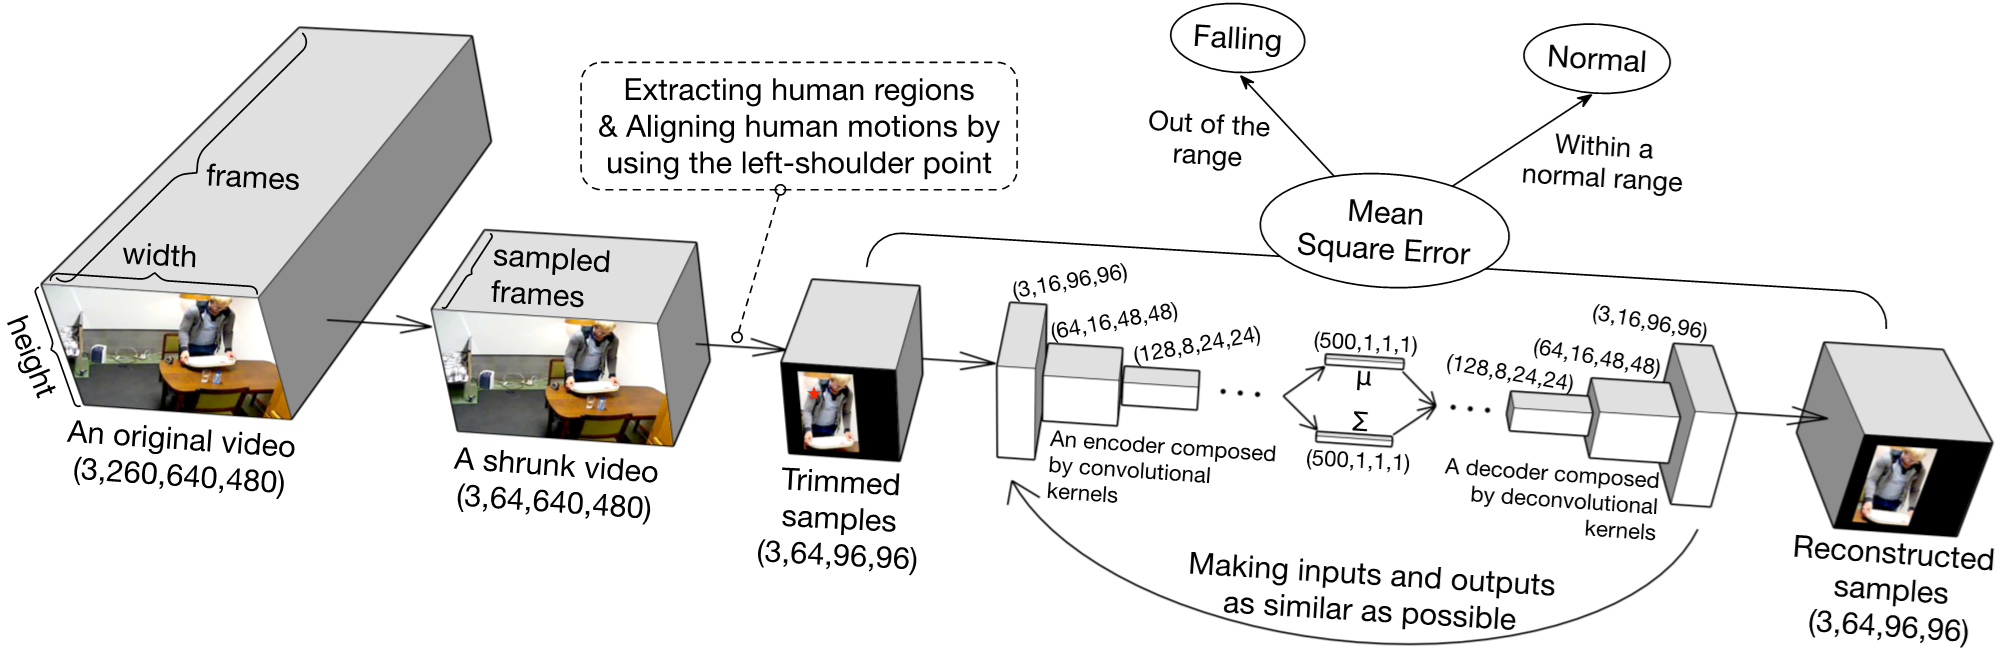 frames
width
height
An original video
(3,260,640,480)
sampled
frames
A shrunk video
(3,64,640,480)
Extracting human regions
& Aligning human motions by
using the left-shoulder point
Trimmed
samples
(3,64,96,96)
Falling
Normal
Out of the
range
Within a
normal range
Mean
Square Error
(3,16,96,96)
(64,16,48,48)
(128,8,24,24)
...
An encoder composed
by convolutional
kernels
(500,1,1,1)
μ
Σ
(500,1,1,1)
...
(3,16,96,96)
(64,16,48,48)
(128,8,24,24)
A decoder composed
by deconvolutional
kernels
Making inputs and outputs
as similar as possible
Reconstructed
samples
(3,64,96,96)